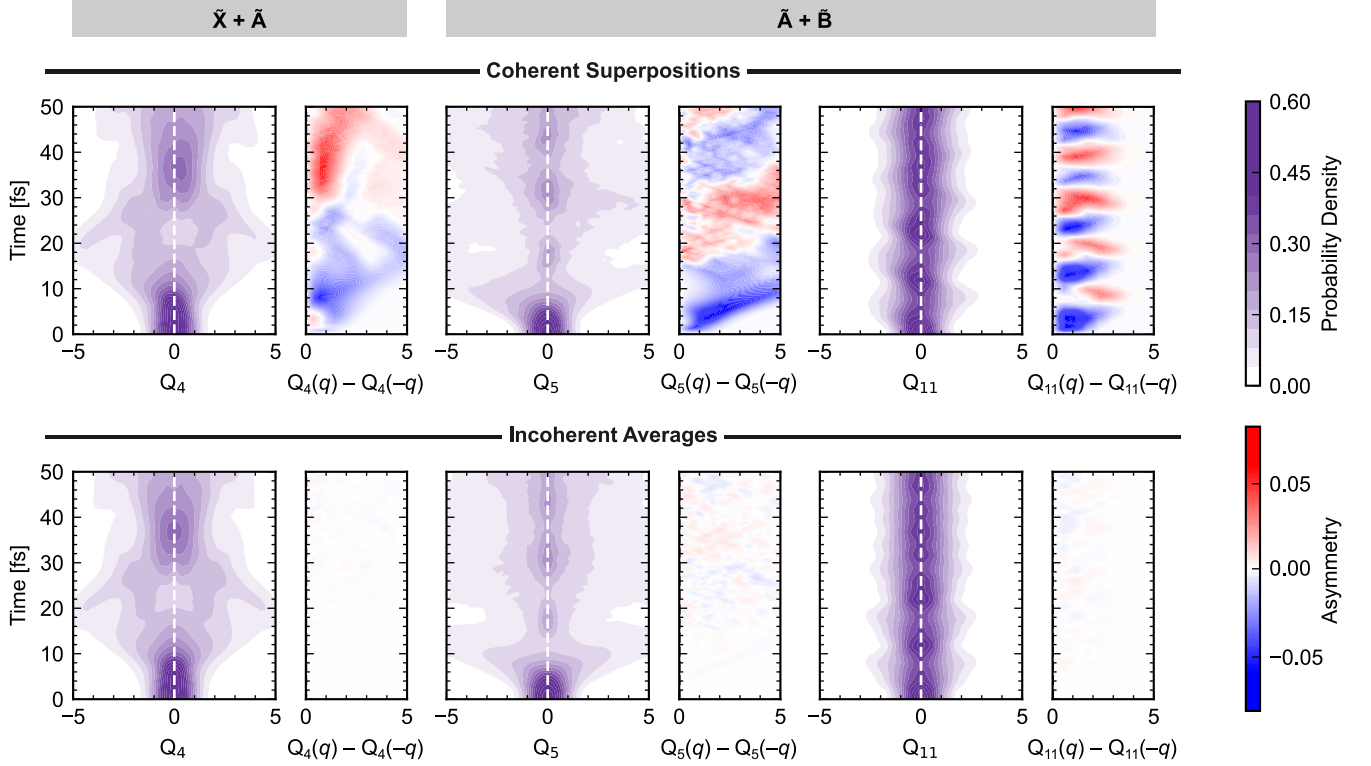 X̃ + Ã
Ã + B̃
Coherent Superpositions
50
40
30
20
10
0
Time [fs]
−5 0 5
0 5
−5 0 5
0 5
−5 0 5
0 5
Q₄
Q₄(q) − Q₄(−q)
Q₅
Q₅(q) − Q₅(−q)
Q₁₁
Q₁₁(q) − Q₁₁(−q)
0.60
0.45
0.30
0.15
0.00
Probability Density
Incoherent Averages
50
40
30
20
10
0
Time [fs]
−5 0 5
0 5
−5 0 5
0 5
−5 0 5
0 5
Q₄
Q₄(q) − Q₄(−q)
Q₅
Q₅(q) − Q₅(−q)
Q₁₁
Q₁₁(q) − Q₁₁(−q)
0.05
0.00
−0.05
Asymmetry